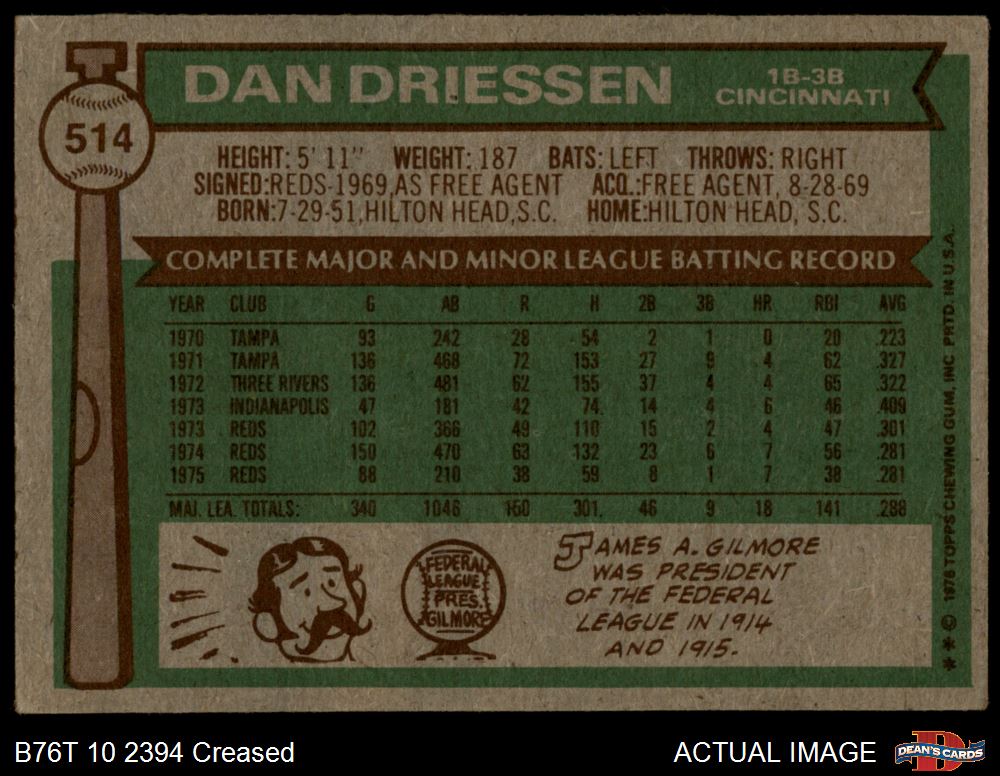 DAN DRIESSEN
1B-3B
CINCINNATI
514
HEIGHT: 5' 11" WEIGHT: 187 BATS: LEFT THROWS: RIGHT
SIGNED:REDS-1969,AS FREE AGENT ACQ.:FREE AGENT, 8-28-69
BORN:7-29-51,HILTON HEAD,S.C. HOME:HILTON HEAD, S.C.
COMPLETE MAJOR AND MINOR LEAGUE BATTING RECORD
YEAR CLUB G AB R H 2B 3B HR RBI AVG
1970 TAMPA 93 242 28 54 2 1 0 20 .223
1971 TAMPA 136 468 72 153 27 9 4 62 .327
1972 THREE RIVERS 136 481 62 155 37 4 4 65 .322
1973 INDIANAPOLIS 47 181 42 74 14 4 6 46 .409
1973 REDS 102 366 49 110 15 2 4 47 .301
1974 REDS 150 470 63 132 23 6 7 56 .281
1975 REDS 88 210 38 59 8 1 7 38 .281
MAJ. LEA. TOTALS: 340 1046 150 301 46 9 18 141 .288
FEDERAL
LEAGUE
PRES.
GILMORE
JAMES A. GILMORE
WAS PRESIDENT
OF THE FEDERAL
LEAGUE IN 1914
AND 1915.
** © 1976 TOPPS CHEWING GUM, INC PRTD. IN U.S.A.
B76T 10 2394 Creased
ACTUAL IMAGE
D
DEAN'S CARDS